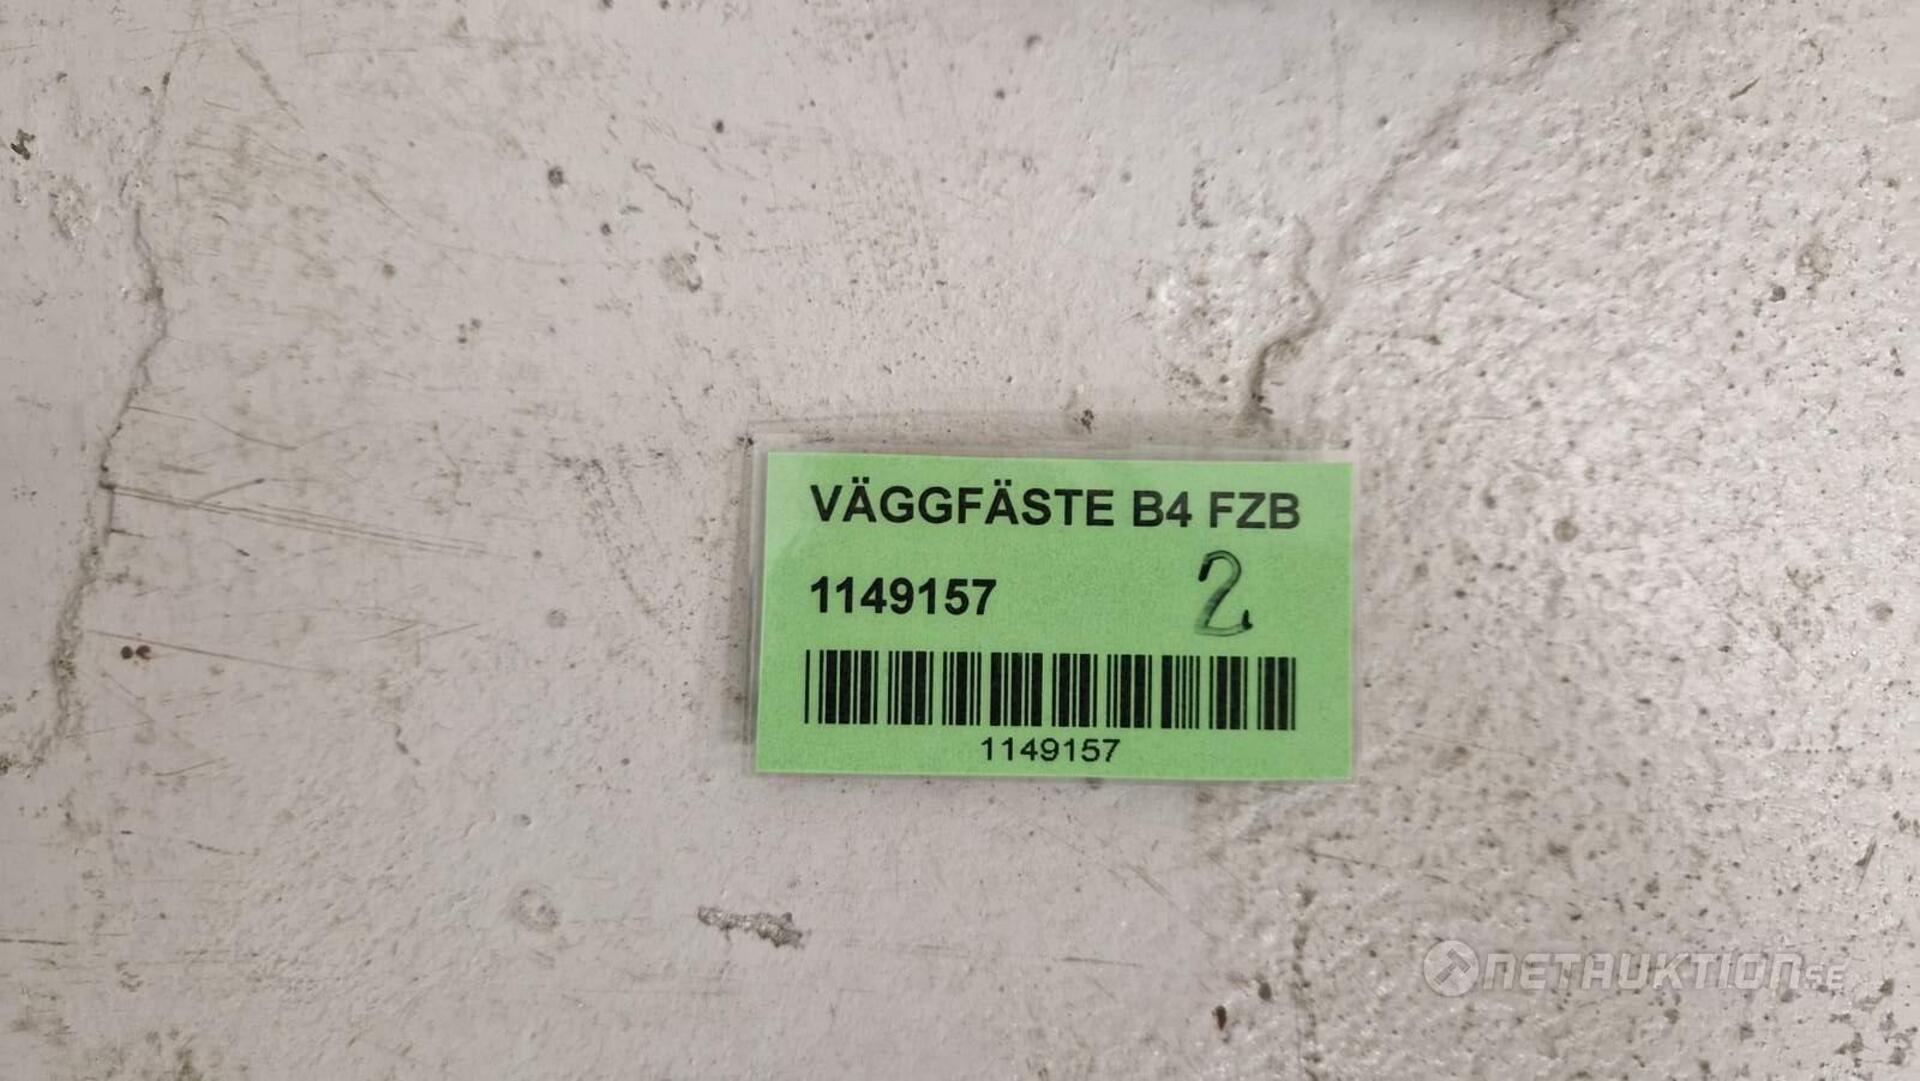 VÄGGFÄSTE B4 FZB
1149157 2
1149157
NETAUKTION.SE